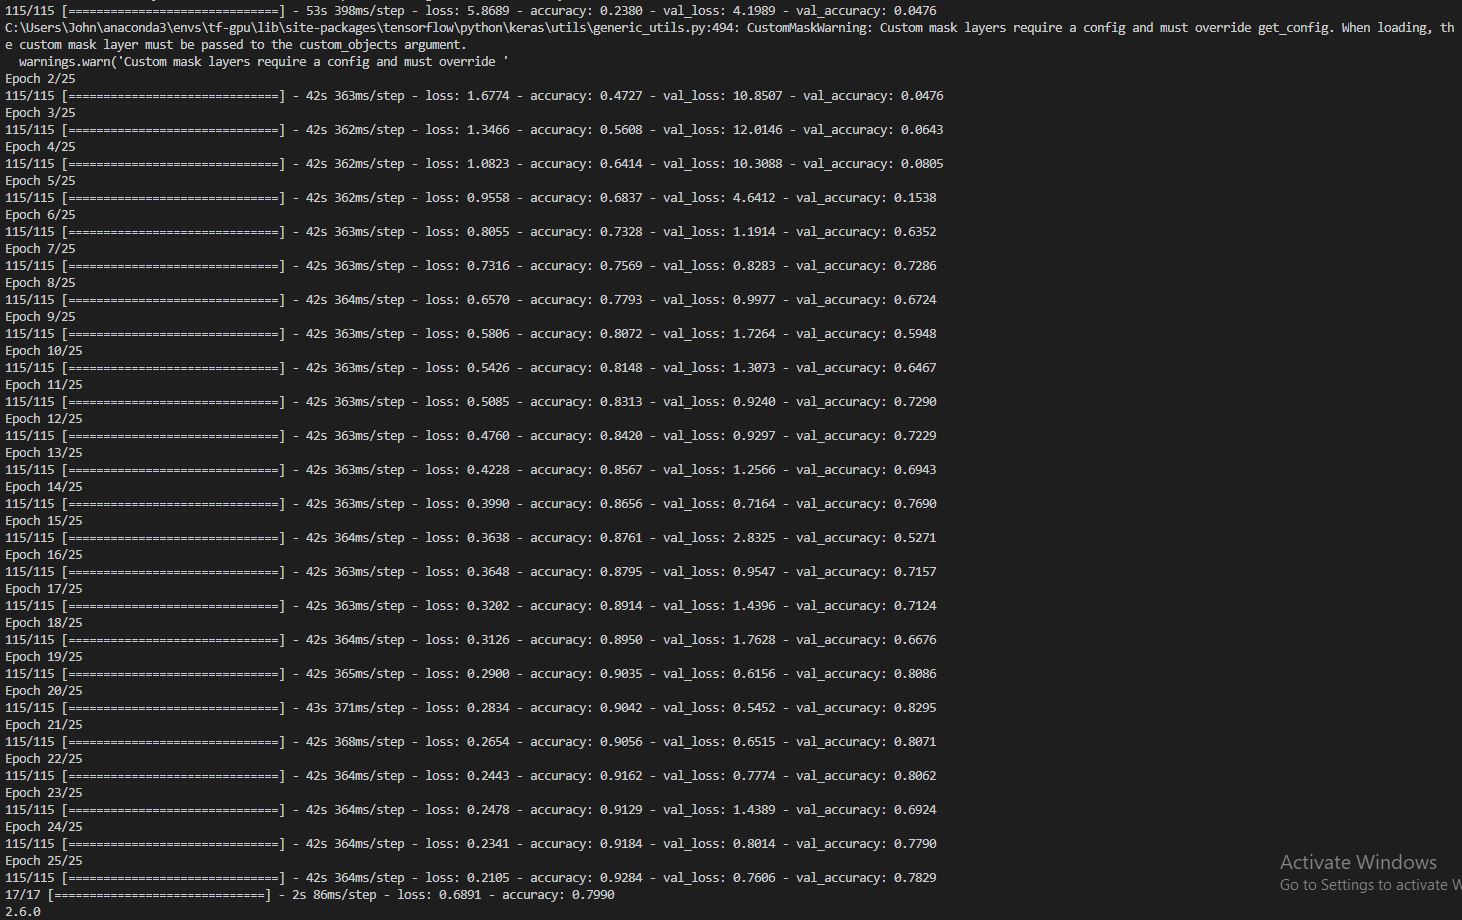 115/115 [==============================] - 53s 398ms/step - loss: 5.8689 - accuracy: 0.2380 - val_loss: 4.1989 - val_accuracy: 0.0476
C:\Users\John\anaconda3\envs\tf-gpu\lib\site-packages\tensorflow\python\keras\utils\generic_utils.py:494: CustomMaskWarning: Custom mask layers require a config and must override get_config. When loading, th
e custom mask layer must be passed to the custom_objects argument.
  warnings.warn('Custom mask layers require a config and must override '
Epoch 2/25
115/115 [==============================] - 42s 363ms/step - loss: 1.6774 - accuracy: 0.4727 - val_loss: 10.8507 - val_accuracy: 0.0476
Epoch 3/25
115/115 [==============================] - 42s 362ms/step - loss: 1.3466 - accuracy: 0.5608 - val_loss: 12.0146 - val_accuracy: 0.0643
Epoch 4/25
115/115 [==============================] - 42s 362ms/step - loss: 1.0823 - accuracy: 0.6414 - val_loss: 10.3088 - val_accuracy: 0.0805
Epoch 5/25
115/115 [==============================] - 42s 362ms/step - loss: 0.9558 - accuracy: 0.6837 - val_loss: 4.6412 - val_accuracy: 0.1538
Epoch 6/25
115/115 [==============================] - 42s 363ms/step - loss: 0.8055 - accuracy: 0.7328 - val_loss: 1.1914 - val_accuracy: 0.6352
Epoch 7/25
115/115 [==============================] - 42s 363ms/step - loss: 0.7316 - accuracy: 0.7569 - val_loss: 0.8283 - val_accuracy: 0.7286
Epoch 8/25
115/115 [==============================] - 42s 364ms/step - loss: 0.6570 - accuracy: 0.7793 - val_loss: 0.9977 - val_accuracy: 0.6724
Epoch 9/25
115/115 [==============================] - 42s 363ms/step - loss: 0.5806 - accuracy: 0.8072 - val_loss: 1.7264 - val_accuracy: 0.5948
Epoch 10/25
115/115 [==============================] - 42s 363ms/step - loss: 0.5426 - accuracy: 0.8148 - val_loss: 1.3073 - val_accuracy: 0.6467
Epoch 11/25
115/115 [==============================] - 42s 363ms/step - loss: 0.5085 - accuracy: 0.8313 - val_loss: 0.9240 - val_accuracy: 0.7290
Epoch 12/25
115/115 [==============================] - 42s 363ms/step - loss: 0.4760 - accuracy: 0.8420 - val_loss: 0.9297 - val_accuracy: 0.7229
Epoch 13/25
115/115 [==============================] - 42s 363ms/step - loss: 0.4228 - accuracy: 0.8567 - val_loss: 1.2566 - val_accuracy: 0.6943
Epoch 14/25
115/115 [==============================] - 42s 363ms/step - loss: 0.3990 - accuracy: 0.8656 - val_loss: 0.7164 - val_accuracy: 0.7690
Epoch 15/25
115/115 [==============================] - 42s 364ms/step - loss: 0.3638 - accuracy: 0.8761 - val_loss: 2.8325 - val_accuracy: 0.5271
Epoch 16/25
115/115 [==============================] - 42s 363ms/step - loss: 0.3648 - accuracy: 0.8795 - val_loss: 0.9547 - val_accuracy: 0.7157
Epoch 17/25
115/115 [==============================] - 42s 363ms/step - loss: 0.3202 - accuracy: 0.8914 - val_loss: 1.4396 - val_accuracy: 0.7124
Epoch 18/25
115/115 [==============================] - 42s 364ms/step - loss: 0.3126 - accuracy: 0.8950 - val_loss: 1.7628 - val_accuracy: 0.6676
Epoch 19/25
115/115 [==============================] - 42s 365ms/step - loss: 0.2900 - accuracy: 0.9035 - val_loss: 0.6156 - val_accuracy: 0.8086
Epoch 20/25
115/115 [==============================] - 43s 371ms/step - loss: 0.2834 - accuracy: 0.9042 - val_loss: 0.5452 - val_accuracy: 0.8295
Epoch 21/25
115/115 [==============================] - 42s 368ms/step - loss: 0.2654 - accuracy: 0.9056 - val_loss: 0.6515 - val_accuracy: 0.8071
Epoch 22/25
115/115 [==============================] - 42s 364ms/step - loss: 0.2443 - accuracy: 0.9162 - val_loss: 0.7774 - val_accuracy: 0.8062
Epoch 23/25
115/115 [==============================] - 42s 364ms/step - loss: 0.2478 - accuracy: 0.9129 - val_loss: 1.4389 - val_accuracy: 0.6924
Epoch 24/25
115/115 [==============================] - 42s 364ms/step - loss: 0.2341 - accuracy: 0.9184 - val_loss: 0.8014 - val_accuracy: 0.7790
Epoch 25/25
115/115 [==============================] - 42s 364ms/step - loss: 0.2105 - accuracy: 0.9284 - val_loss: 0.7606 - val_accuracy: 0.7829
17/17 [==============================] - 2s 86ms/step - loss: 0.6891 - accuracy: 0.7990
2.6.0
Activate Windows
Go to Settings to activate W